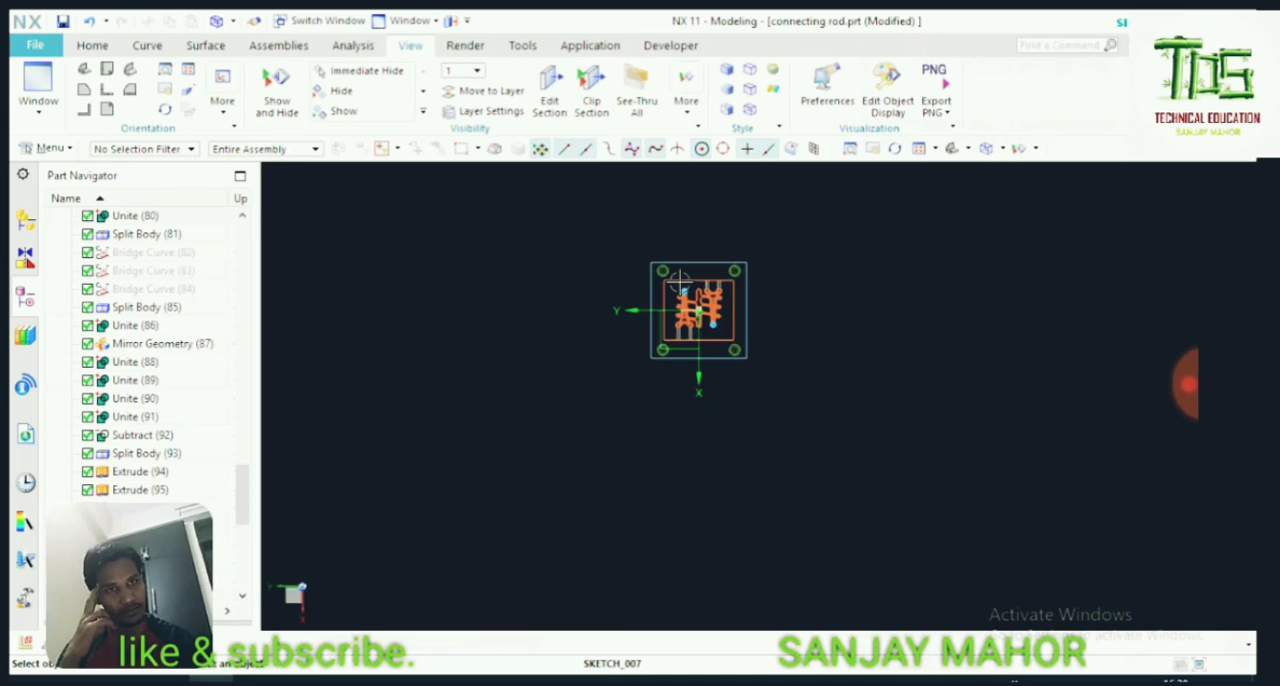 NX
Switch Window
Window
NX 11 - Modeling - [connecting rod.prt (Modified) ]
SI
File
Home
Curve
Surface
Assemblies
Analysis
View
Render
Tools
Application
Developer
Find a Command
TDS
TECHNICAL EDUCATION
SANJAY MAHOR
Window
More
Orientation
Show and Hide
Immediate Hide
Hide
Show
1
Move to Layer
Layer Settings
Visibility
Edit Section
Clip Section
See-Thru All
More
Style
Preferences
Edit Object Display
PNG
Export PNG
Visualization
Menu
No Selection Filter
Entire Assembly
Part Navigator
Name
Up
Unite (80)
Split Body (81)
Bridge Curve (82)
Bridge Curve (83)
Bridge Curve (84)
Split Body (85)
Unite (86)
Mirror Geometry (87)
Unite (88)
Unite (89)
Unite (90)
Unite (91)
Subtract (92)
Split Body (93)
Extrude (94)
Extrude (95)
Y
X
Activate Windows
like & subscribe.
SANJAY MAHOR
SKETCH_007